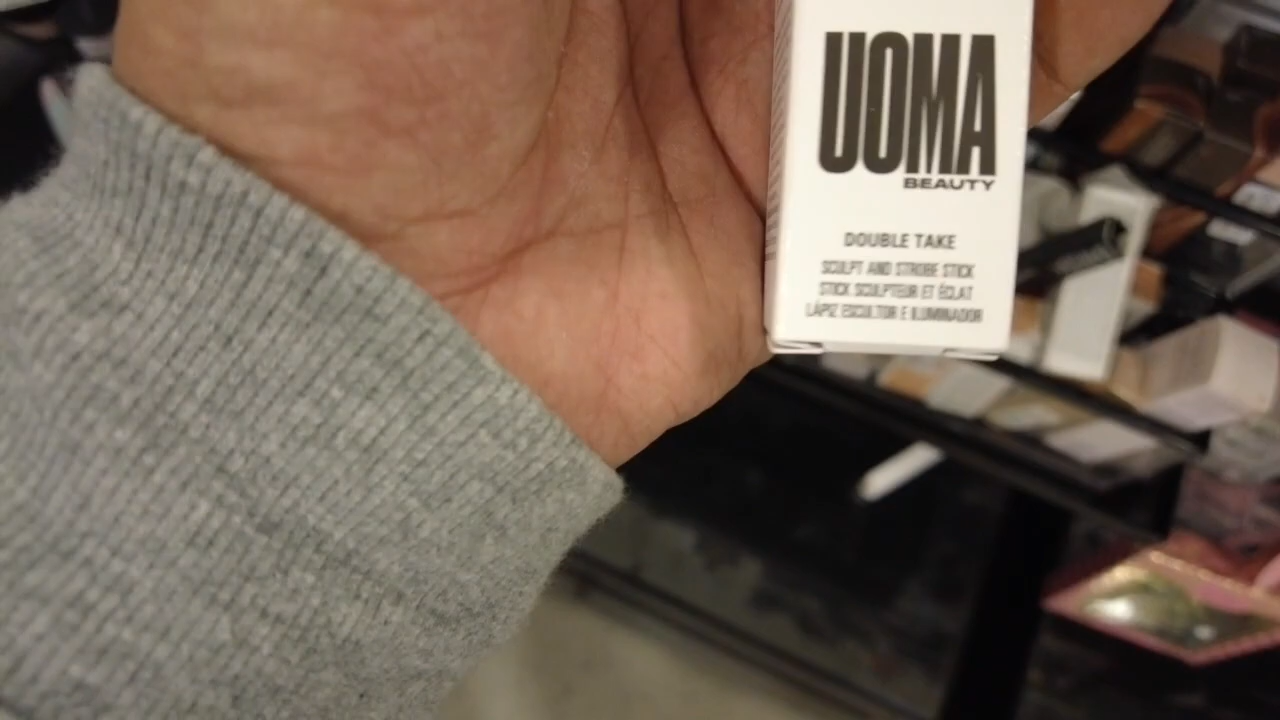 UOMA
BEAUTY
DOUBLE TAKE
SCULPT AND STROBE STICK
STICK SCULPTEUR ET ÉCLAT
LÁPIZ ESCULTOR E ILUMINADOR